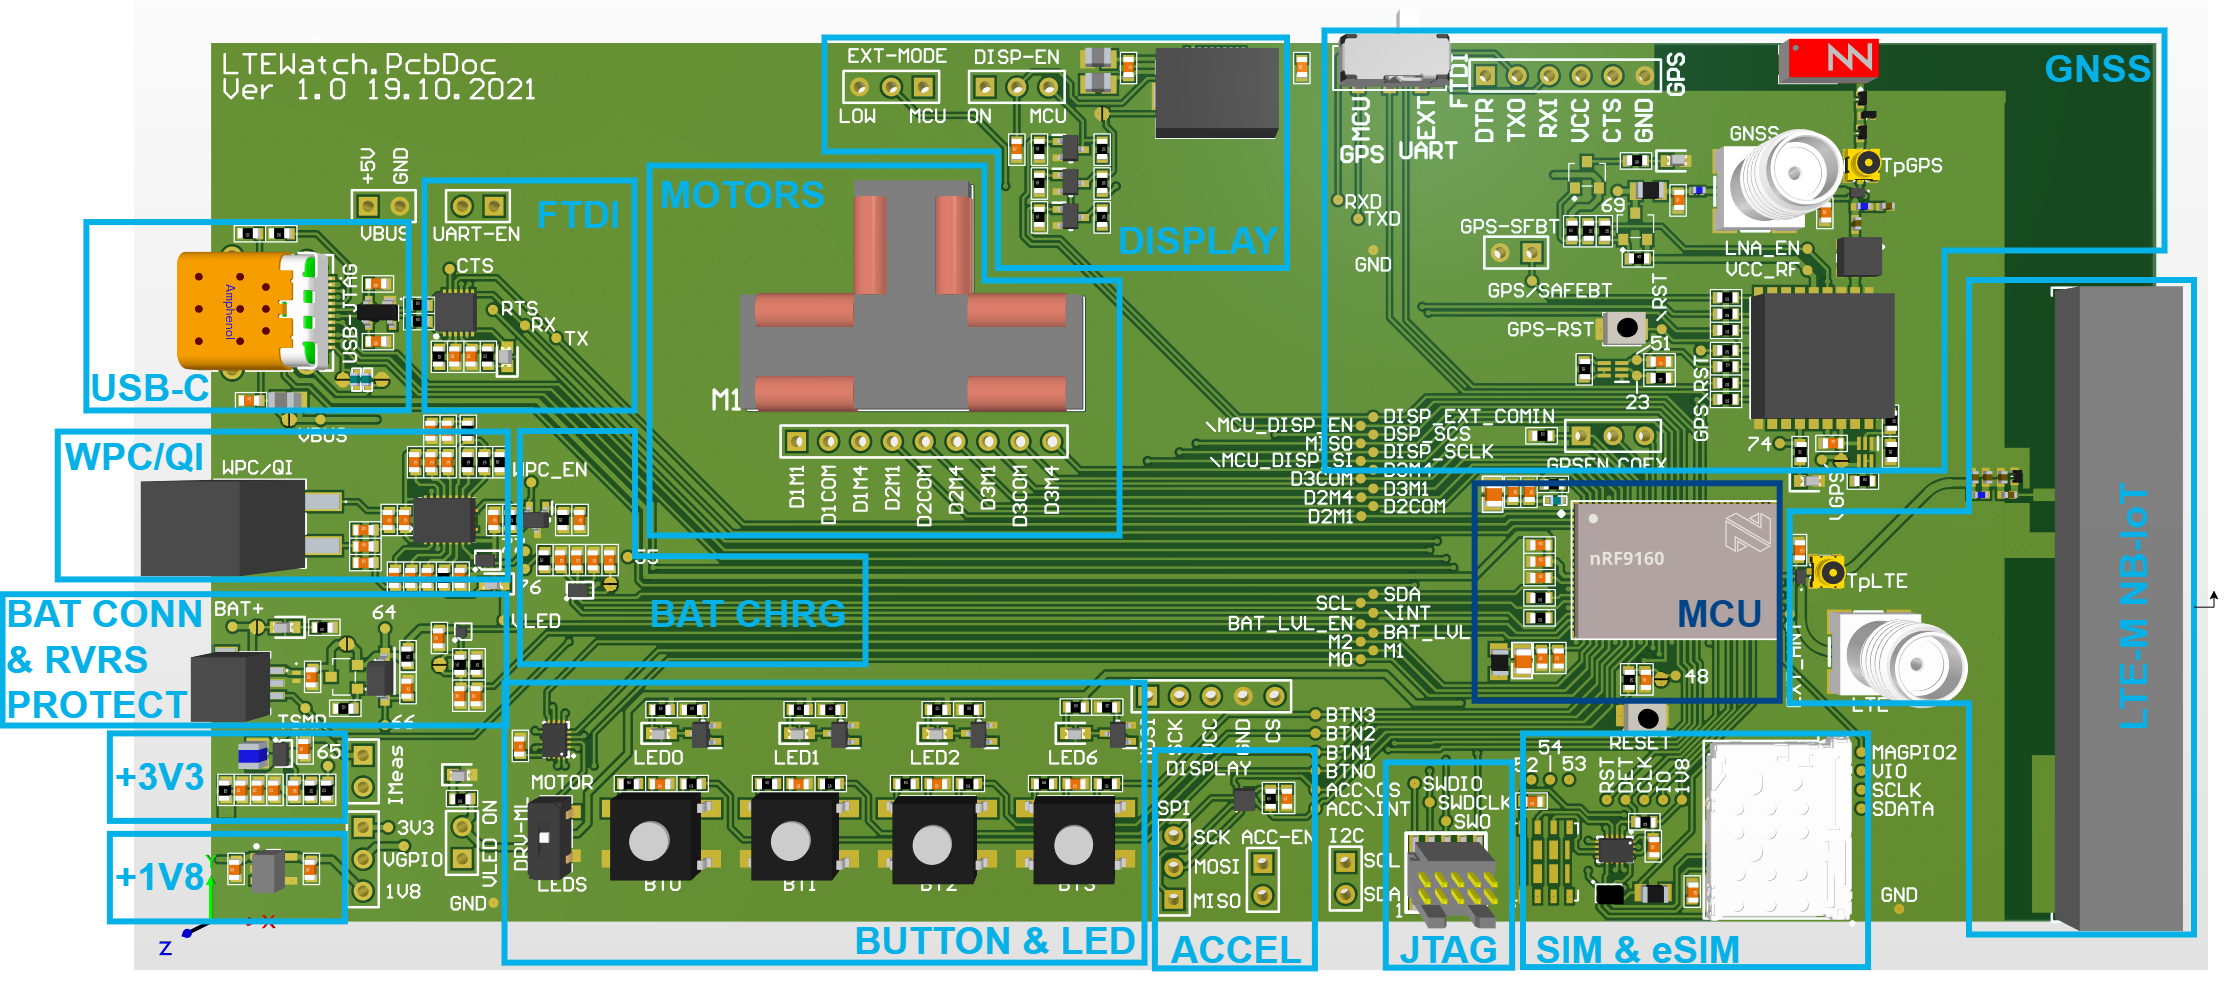 LTEWatch.PcbDoc
Ver 1.0 19.10.2021
EXT-MODE
DISP-EN
LOW
MCU
ON
MCU
DISPLAY
GNSS
FTDI
GPS
MCU
EXT
GPS
UART
DTR
TXO
RXI
VCC
CTS
GND
GNSS
TpGPS
RXD
TXD
GND
69
GPS-SFBT
GPS/SAFEBT
LNA_EN
VCC_RF
\RST
GPS-RST
51
23
GPS\RST
74
\GPS
GPSEN COEX
+5V
GND
VBUS
UART-EN
FTDI
CTS
RTS
RX
TX
MOTORS
M1
D1M1
D1COM
D1M4
D2M1
D2COM
D2M4
D3M1
D3COM
D3M4
Amphenol
USB-JTAG
USB-C
VBUS
WPC/QI
WPC/QI
WPC_EN
55
76
VLED
BAT CHRG
\MCU_DISP_EN
MISO
\MCU_DISP_SI
D3COM
D2M4
D2M1
DISP_EXT_COMIN
DSP_SCS
DISP_SCLK
D3M4
D3M1
D2COM
SCL
BAT_LVL_EN
M2
M0
SDA
\INT
BAT_LVL
M1
nRF9160
MCU
48
RESET
TpLTE
EXT_ANT
LTE
LTE-M NB-IoT
BAT+
64
BAT CONN
& RVRS
PROTECT
TSMP
66
+3V3
65
IMeas
+1V8
3V3
VGPIO
1V8
VLED ON
GND
MOTOR
DRV-M1
LEDS
LED0
LED1
LED2
LED6
BT0
BT1
BT2
BT3
BUTTON & LED
MOSI
SCK
VCC
GND
CS
DISPLAY
BTN3
BTN2
BTN1
BTN0
ACC\CS
ACC\INT
SPI
SCK
MOSI
MISO
ACC-EN
I2C
SCL
SDA
ACCEL
SWDIO
SWDCLK
SWO
1
JTAG
54
52
53
RST
DET
CLK
IO
1V8
SIM & eSIM
MAGPIO2
VIO
SCLK
SDATA
GND
X
Y
Z